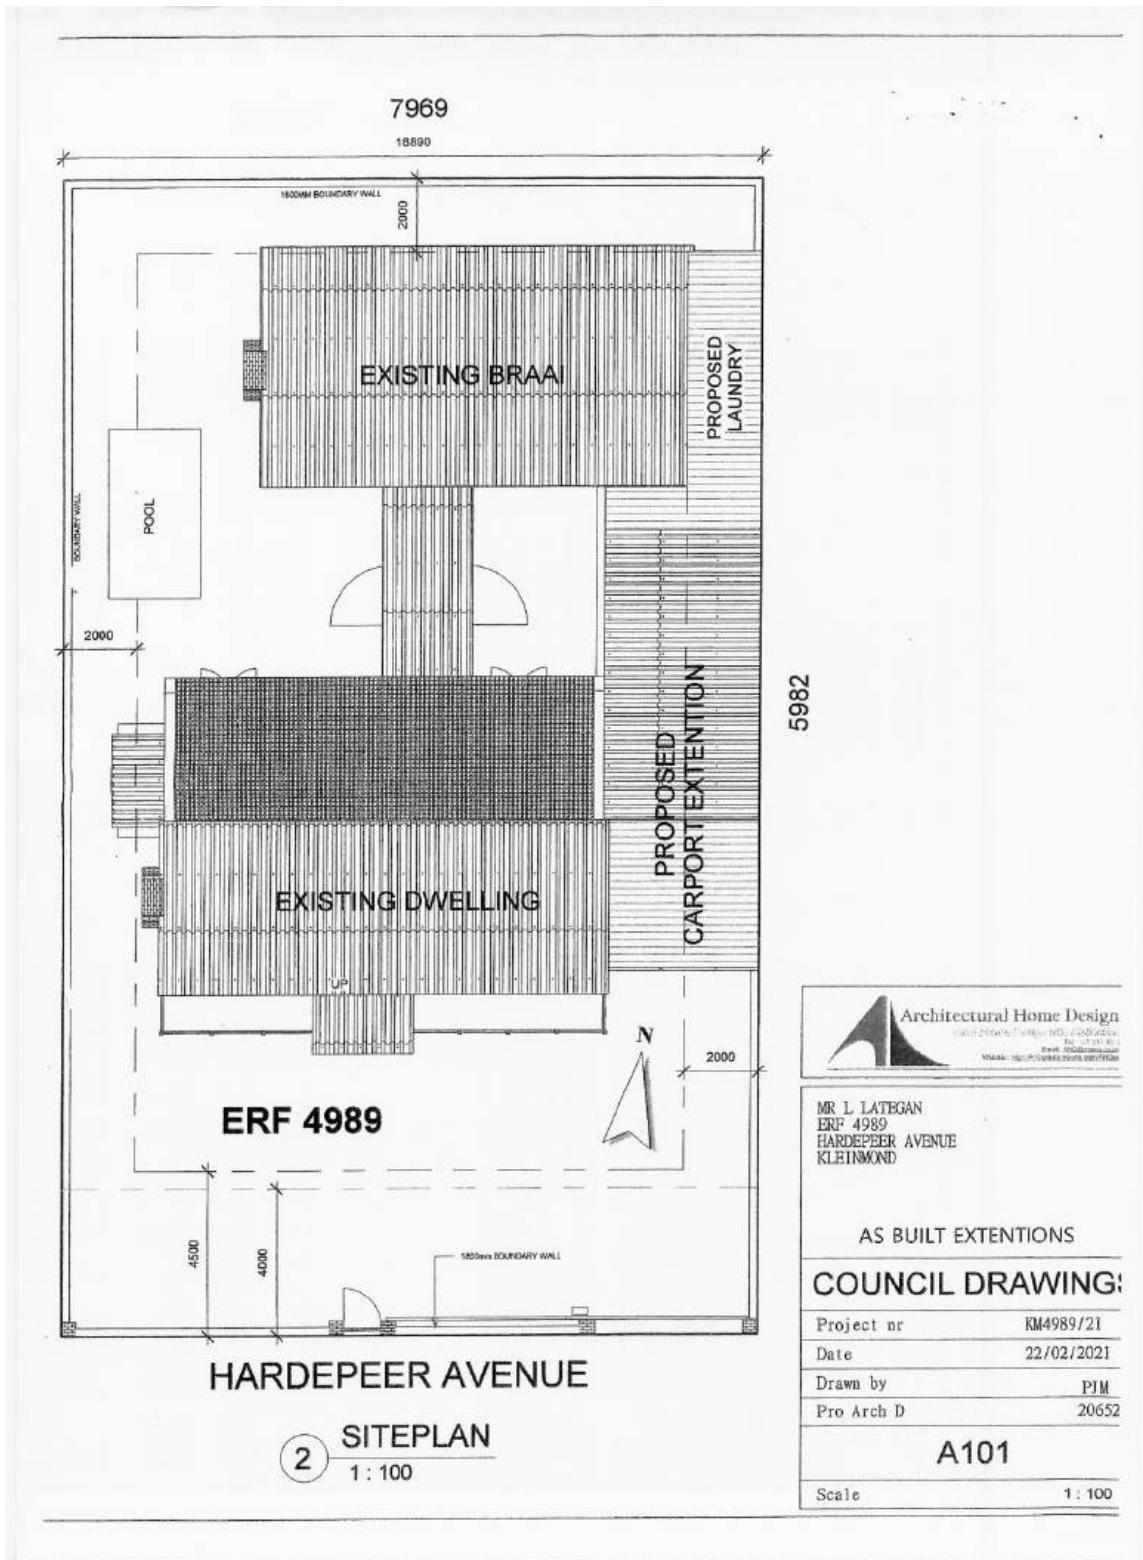 7969
18890
1800MM BOUNDARY WALL
2000
EXISTING BRAAI
PROPOSED
LAUNDRY
BOUNDARY WALL
POOL
2000
5982
PROPOSED
CARPORT EXTENTION
EXISTING DWELLING
UP
N
2000
ERF 4989
4500
4000
1800mm BOUNDARY WALL
HARDEPEER AVENUE
2 SITEPLAN
1 : 100
Architectural Home Design
MR L LATEGAN
ERF 4989
HARDEPEER AVENUE
KLEINMOND
AS BUILT EXTENTIONS
COUNCIL DRAWINGS
Project nr KM4989/21
Date 22/02/2021
Drawn by PJM
Pro Arch D 20652
A101
Scale 1 : 100